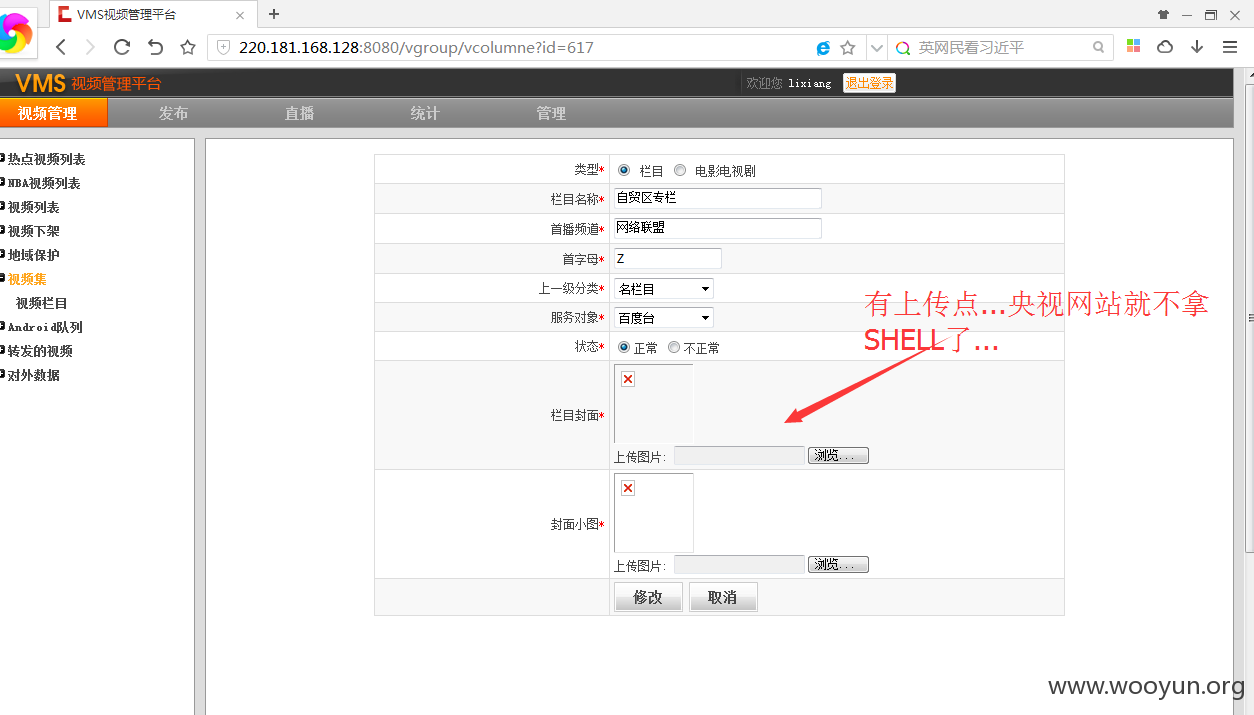 VMS视频管理平台
220.181.168.128:8080/vgroup/vcolumne?id=617
英网民看习近平
VMS 视频管理平台
欢迎您 lixiang 退出登录
视频管理 发布 直播 统计 管理
热点视频列表
NBA视频列表
视频列表
视频下架
地域保护
视频集
视频栏目
Android队列
转发的视频
对外数据
类型* 栏目 电影电视剧
栏目名称* 自贸区专栏
首播频道* 网络联盟
首字母* Z
上一级分类* 名栏目
服务对象* 百度台
状态* 正常 不正常
栏目封面*
上传图片: 浏览...
封面小图*
上传图片: 浏览...
修改 取消
有上传点...央视网站就不拿
SHELL了...
www.wooyun.org